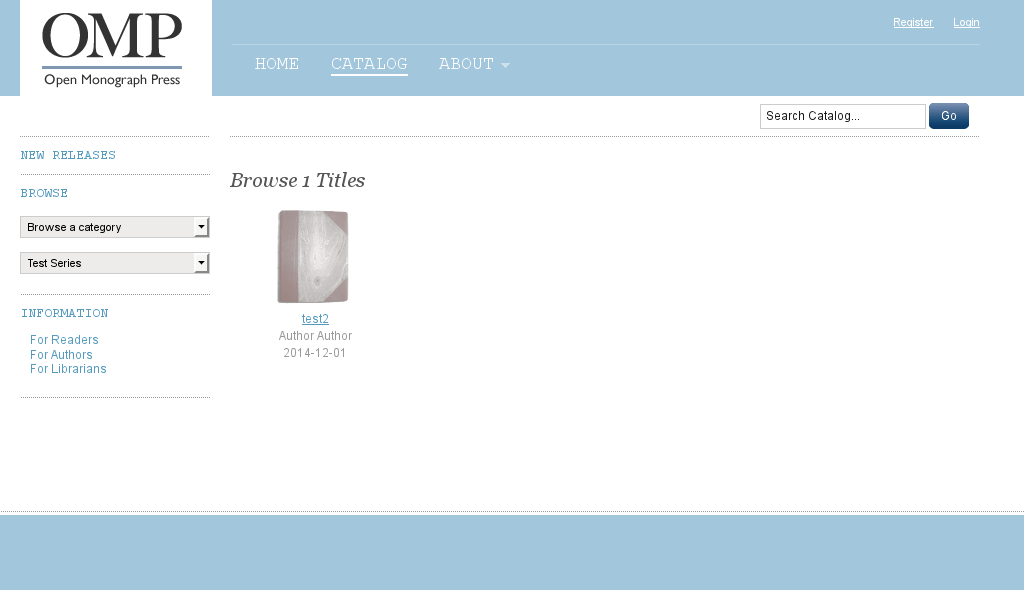 OMP
Open Monograph Press
Register Login
HOME CATALOG ABOUT
Search Catalog... Go
NEW RELEASES
BROWSE
Browse a category
Test Series
INFORMATION
For Readers
For Authors
For Librarians
Browse 1 Titles
test2
Author Author
2014-12-01